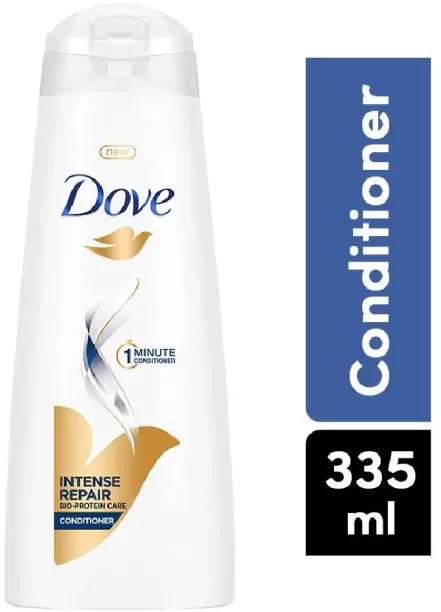 new
Dove
1 MINUTE
CONDITIONER
INTENSE
REPAIR
BIO-PROTEIN CARE
CONDITIONER
Conditioner
335
ml